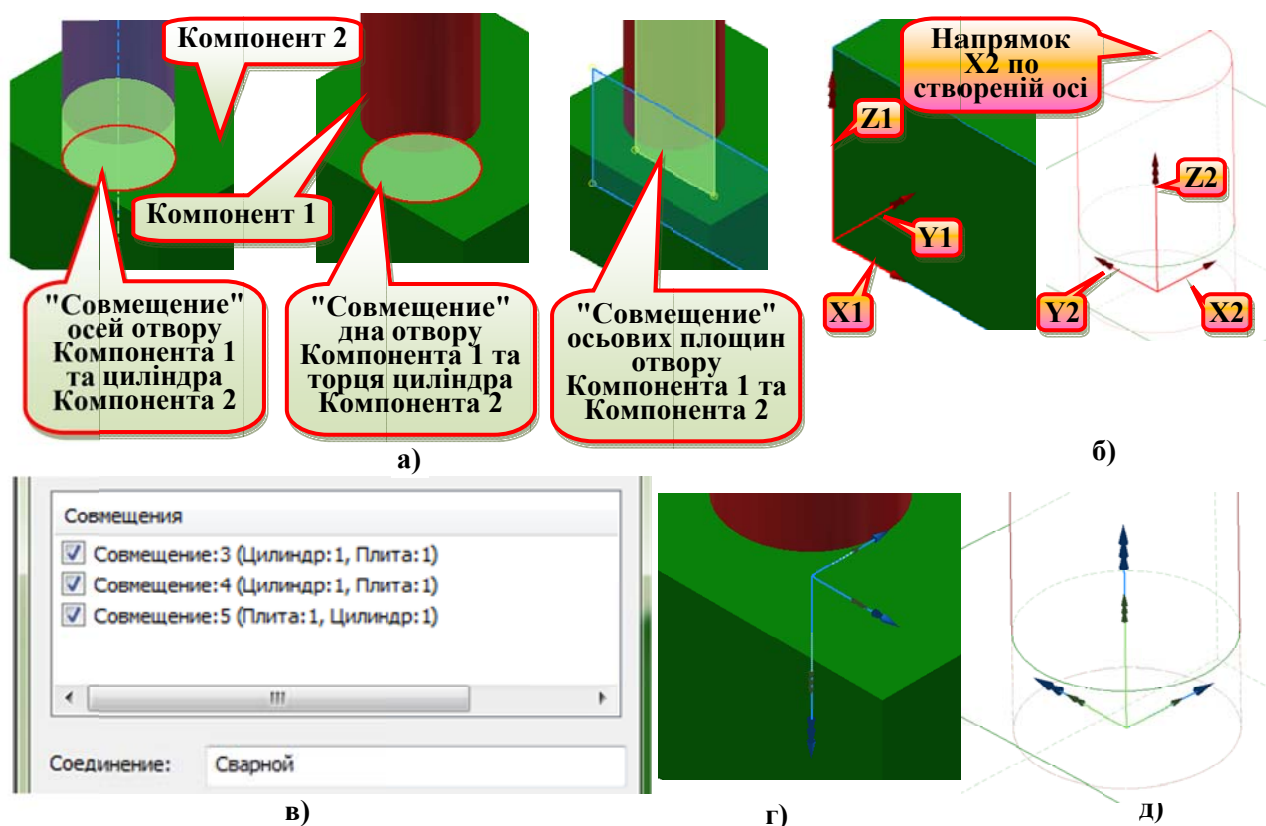 Компонент 2
Компонент 1
"Совмещение"
осей отвору
Компонента 1
та циліндра
Компонента 2
"Совмещение"
дна отвору
Компонента 1 та
торця циліндра
Компонента 2
"Совмещение"
осьових площин
отвору
Компонента 1 та
Компонента 2
а)
Напрямок
X2 по
створеній осі
Z1
Y1
X1
Z2
Y2
X2
б)
Совмещения
Совмещение:3 (Цилиндр:1, Плита:1)
Совмещение:4 (Цилиндр:1, Плита:1)
Совмещение:5 (Плита:1, Цилиндр:1)
Соединение:
Сварной
в)
г)
д)